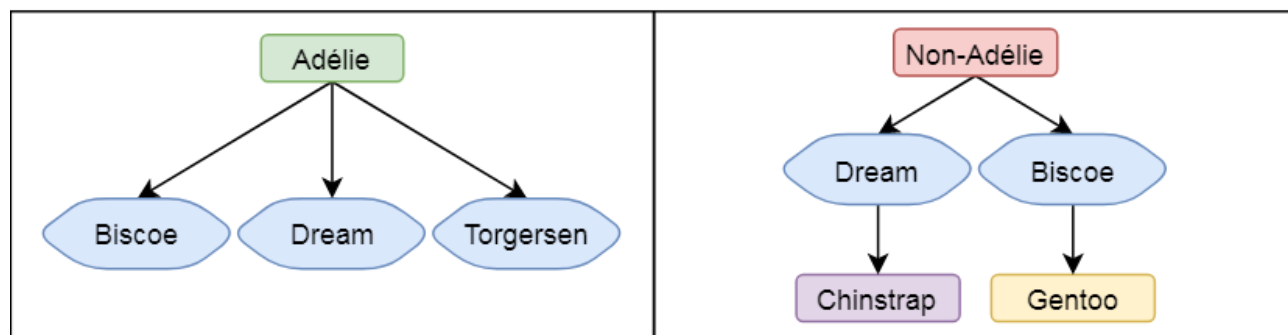 Adélie
Biscoe
Dream
Torgersen
Non-Adélie
Dream
Biscoe
Chinstrap
Gentoo